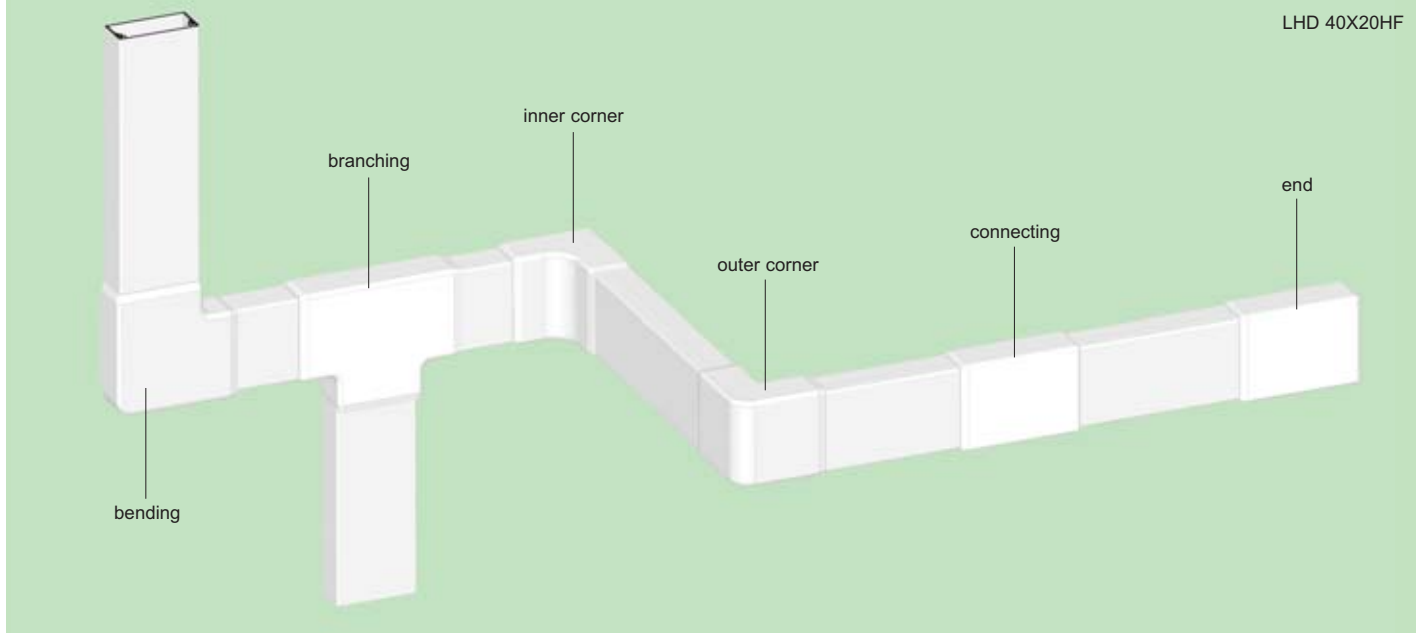 LHD 40X20HF
inner corner
branching
end
connecting
outer corner
bending